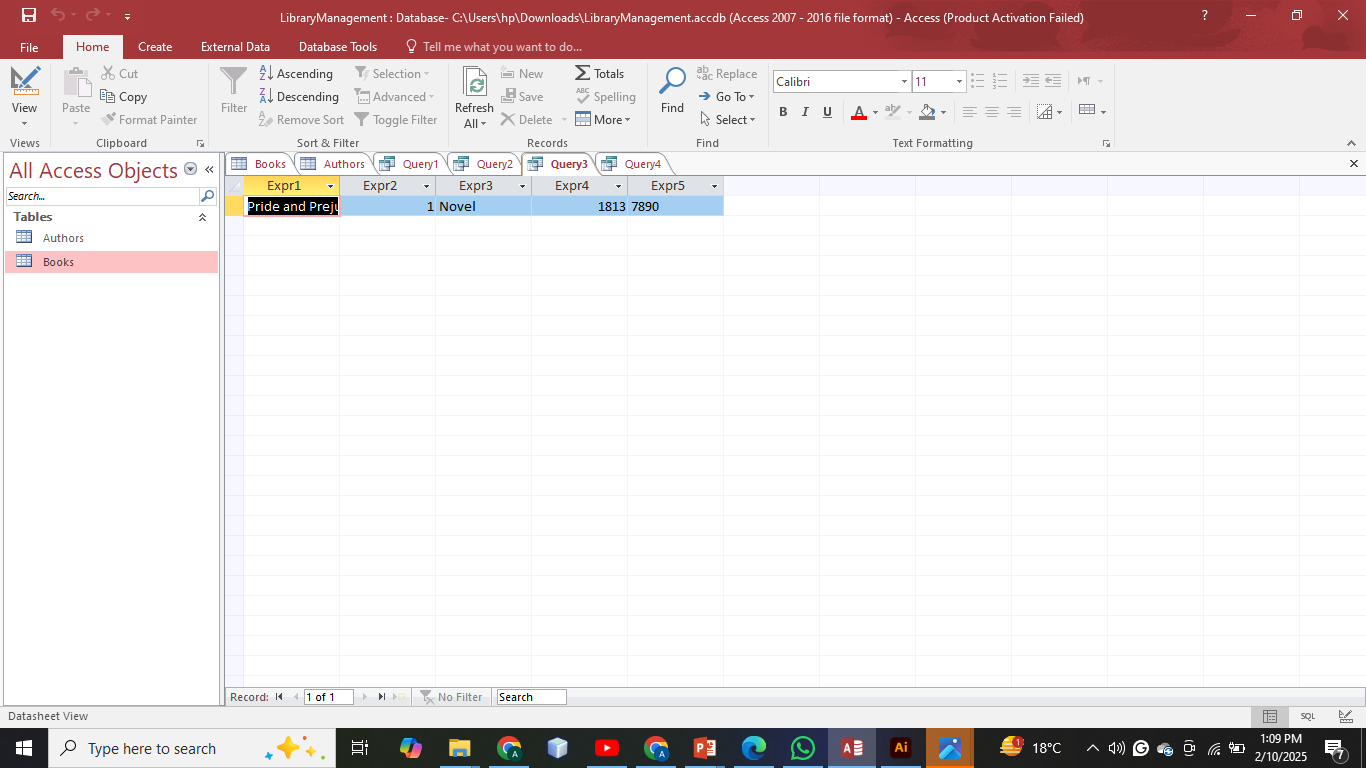 LibraryManagement : Database- C:\Users\hp\Downloads\LibraryManagement.accdb (Access 2007 - 2016 file format) - Access (Product Activation Failed)
?
File Home Create External Data Database Tools Tell me what you want to do...
View
Views
Paste
Cut
Copy
Format Painter
Clipboard
Filter
Ascending
Descending
Remove Sort
Selection
Advanced
Toggle Filter
Sort & Filter
Refresh
All
New
Save
Delete
Totals
Spelling
More
Records
Find
Replace
Go To
Select
Find
Calibri 11
B I U A
Text Formatting
All Access Objects
Search...
Tables
Authors
Books
Books Authors Query1 Query2 Query3 Query4
Expr1 Expr2 Expr3 Expr4 Expr5
Pride and Preju 1 Novel 1813 7890
Record: 1 of 1 No Filter Search
Datasheet View SQL
Type here to search
18°C
1:09 PM
2/10/2025
7